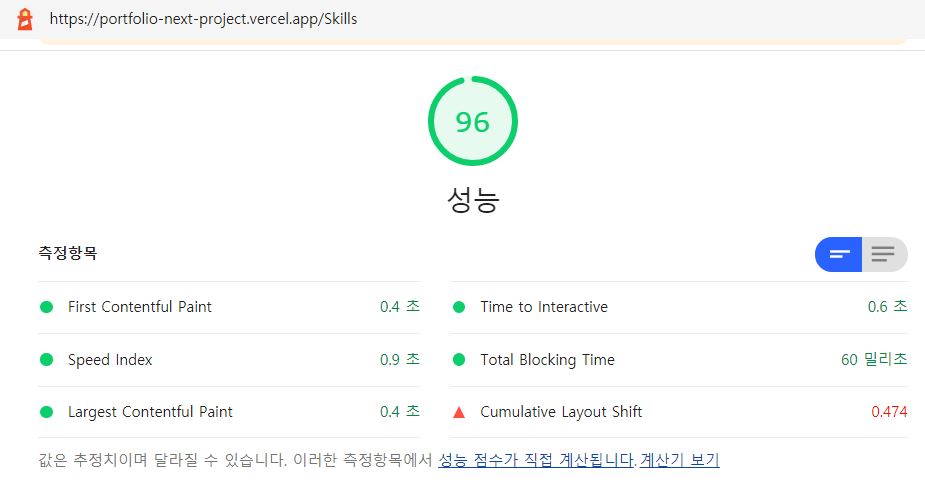 https://portfolio-next-project.vercel.app/Skills
96
성능
측정항목
First Contentful Paint 0.4 초
Time to Interactive 0.6 초
Speed Index 0.9 초
Total Blocking Time 60 밀리초
Largest Contentful Paint 0.4 초
Cumulative Layout Shift 0.474
값은 추정치이며 달라질 수 있습니다. 이러한 측정항목에서 성능 점수가 직접 계산됩니다. 계산기 보기